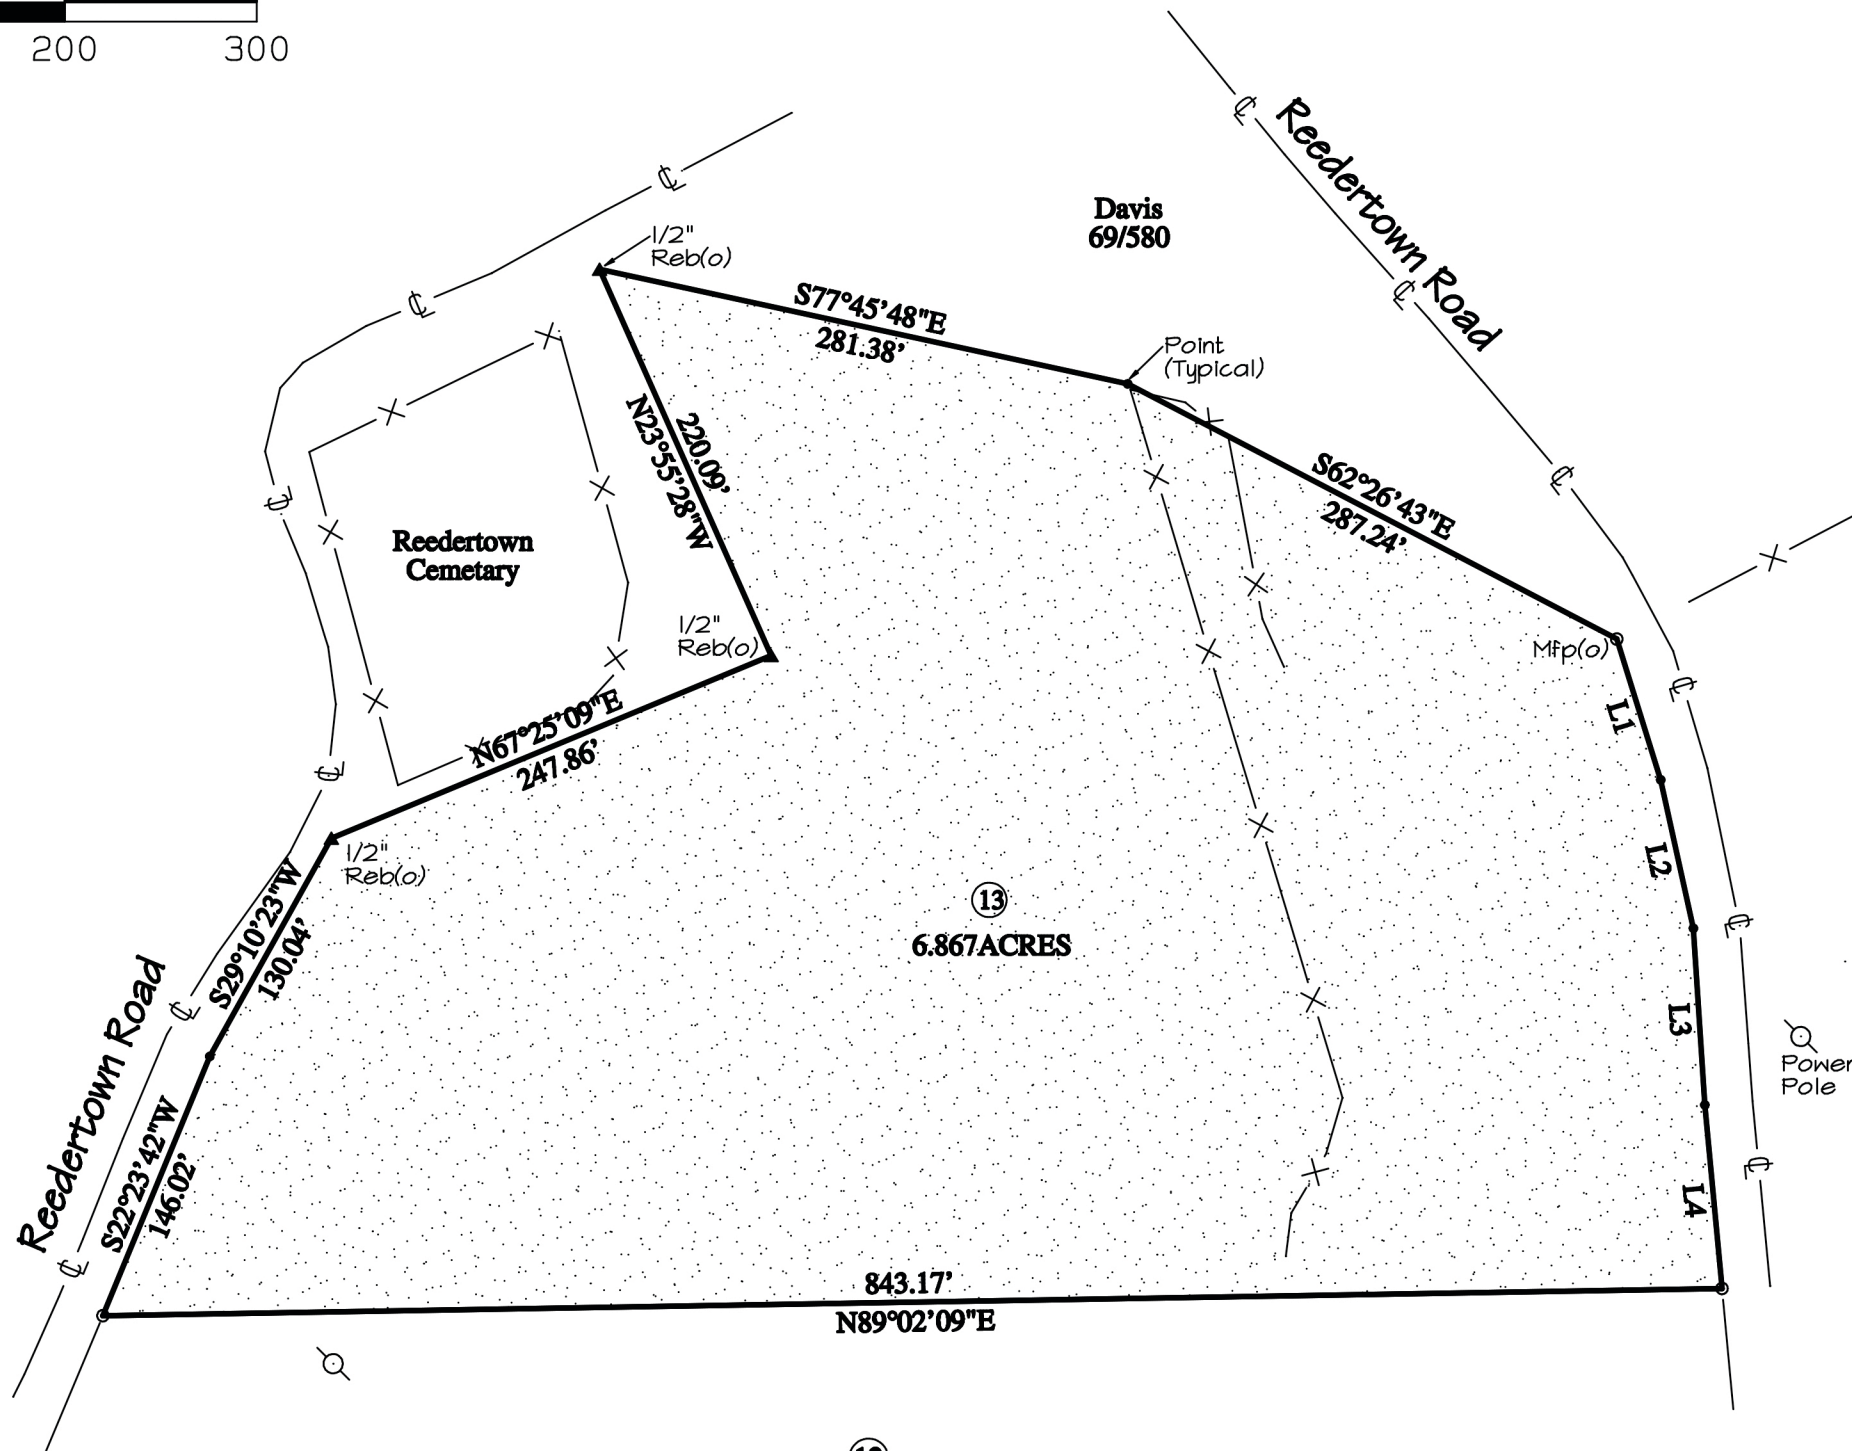 200 300
Reedertown Road
Davis
69/580
1/2"
Reb(o)
S77°45'48"E
281.38'
Point
(Typical)
N23°55'28"W
220.09'
S62°26'43"E
287.24'
Reedertown
Cemetary
1/2"
Reb(o)
Mfp(o)
N67°25'09"E
247.86'
L1
L2
1/2"
Reb(o)
S29°10'23"W
130.04'
13
6.867ACRES
L3
Power
Pole
Reedertown Road
S22°23'42"W
146.02'
L4
843.17'
N89°02'09"E